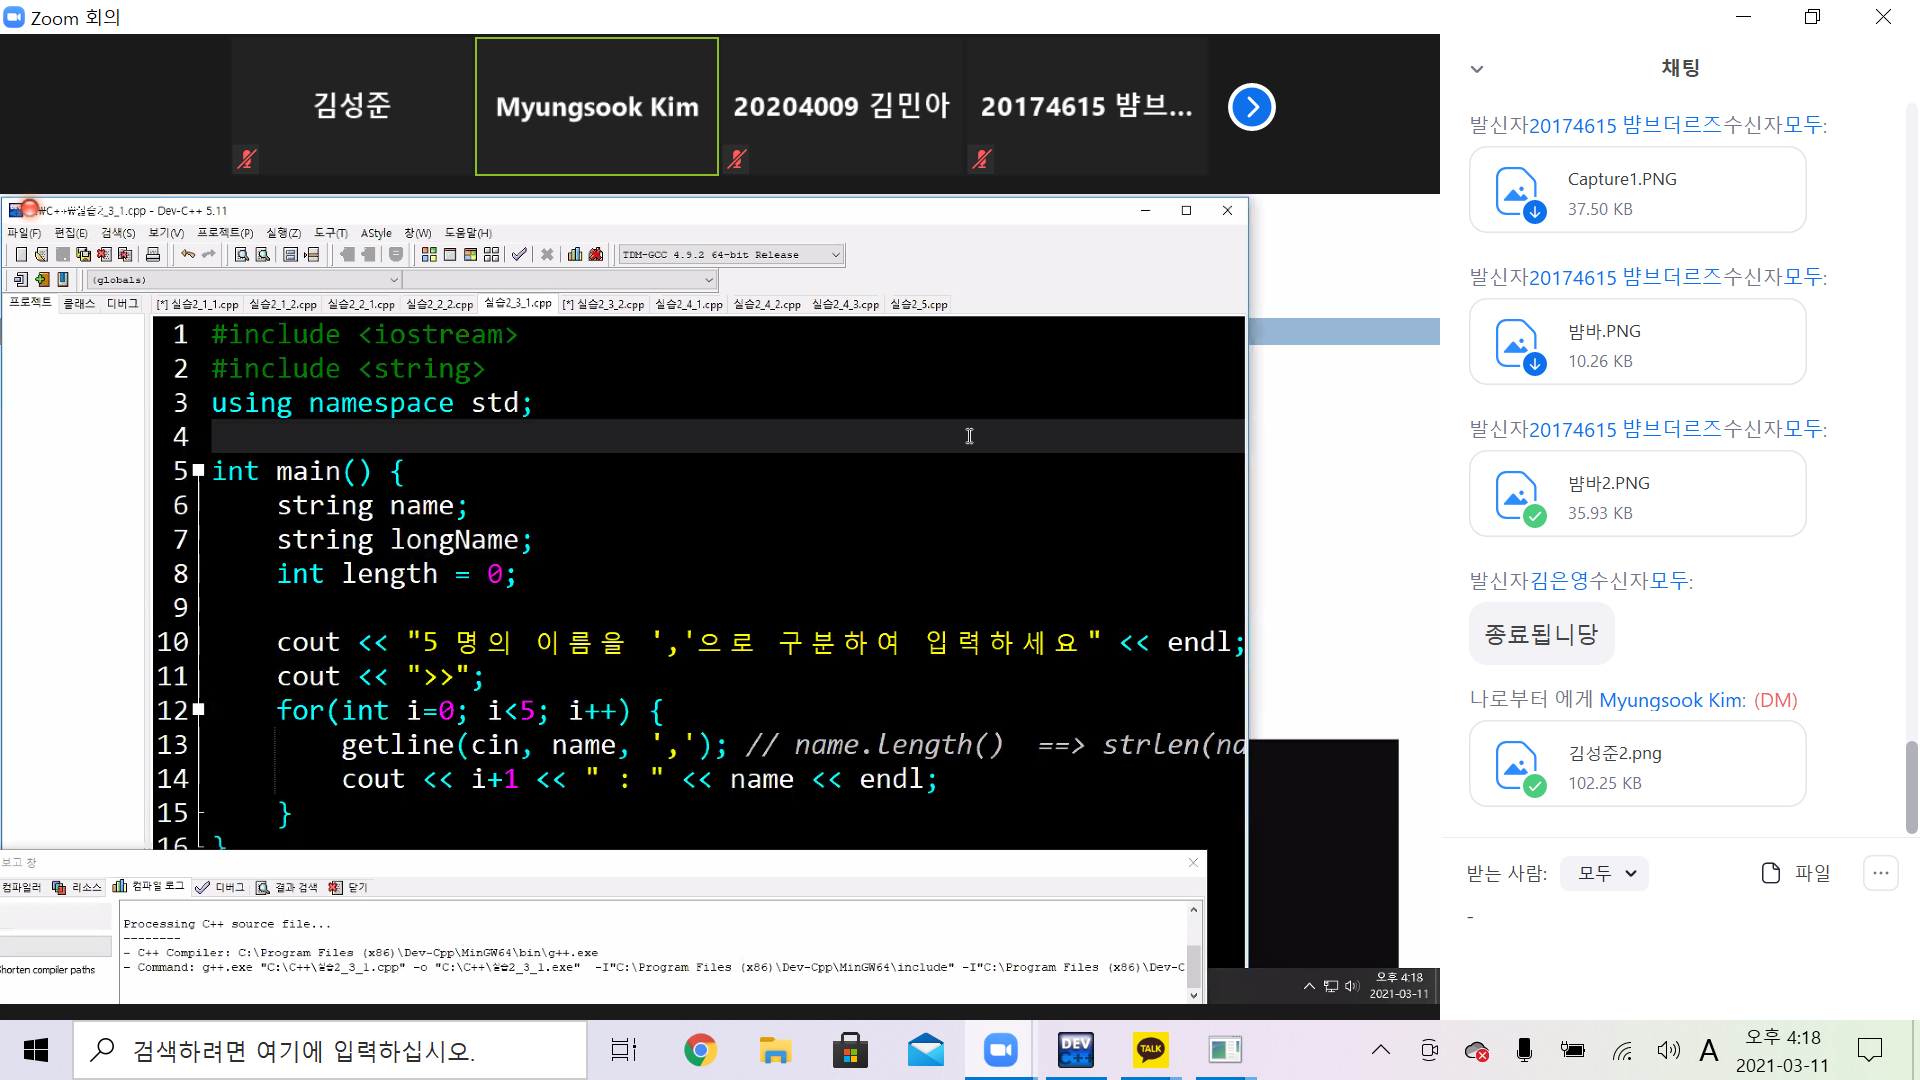 Zoom 회의
김성준
Myungsook Kim
20204009 김민아
20174615 뱜브...
채팅
발신자20174615 뱜브더르즈수신자모두:
Capture1.PNG
37.50 KB
발신자20174615 뱜브더르즈수신자모두:
뱜바.PNG
10.26 KB
발신자20174615 뱜브더르즈수신자모두:
뱜바2.PNG
35.93 KB
발신자김은영수신자모두:
종료됩니당
나로부터 에게 Myungsook Kim: (DM)
김성준2.png
102.25 KB
받는 사람: 모두
파일
-
실습2_3_1.cpp - Dev-C++ 5.11
파일(F) 편집(E) 검색(S) 보기(V) 프로젝트(P) 실행(Z) 도구(T) AStyle 창(W) 도움말(H)
TDM-GCC 4.9.2 64-bit Release
(globals)
프로젝트 클래스 디버그
[*] 실습2_1_1.cpp 실습2_1_2.cpp 실습2_2_1.cpp 실습2_2_2.cpp 실습2_3_1.cpp [*] 실습2_3_2.cpp 실습2_4_1.cpp 실습2_4_2.cpp 실습2_4_3.cpp 실습2_5.cpp
1 #include <iostream>
2 #include <string>
3 using namespace std;
4
5 int main() {
6 string name;
7 string longName;
8 int length = 0;
9
10 cout << "5 명의 이름을 ','으로 구분하여 입력하세요" << endl;
11 cout << ">>";
12 for(int i=0; i<5; i++) {
13 getline(cin, name, ','); // name.length() ==> strlen(na
14 cout << i+1 << " : " << name << endl;
15 }
16 }
보고 창
컴파일러 리소스 컴파일 로그 디버그 결과 검색 닫기
Processing C++ source file...
--------
- C++ Compiler: C:\Program Files (x86)\Dev-Cpp\MinGW64\bin\g++.exe
- Command: g++.exe "C:\C++\실습2_3_1.cpp" -o "C:\C++\실습2_3_1.exe" -I"C:\Program Files (x86)\Dev-Cpp\MinGW64\include" -I"C:\Program Files (x86)\Dev-C
Shorten compiler paths
오후 4:18
2021-03-11
검색하려면 여기에 입력하십시오.
DEV
C++
TALK
A
오후 4:18
2021-03-11